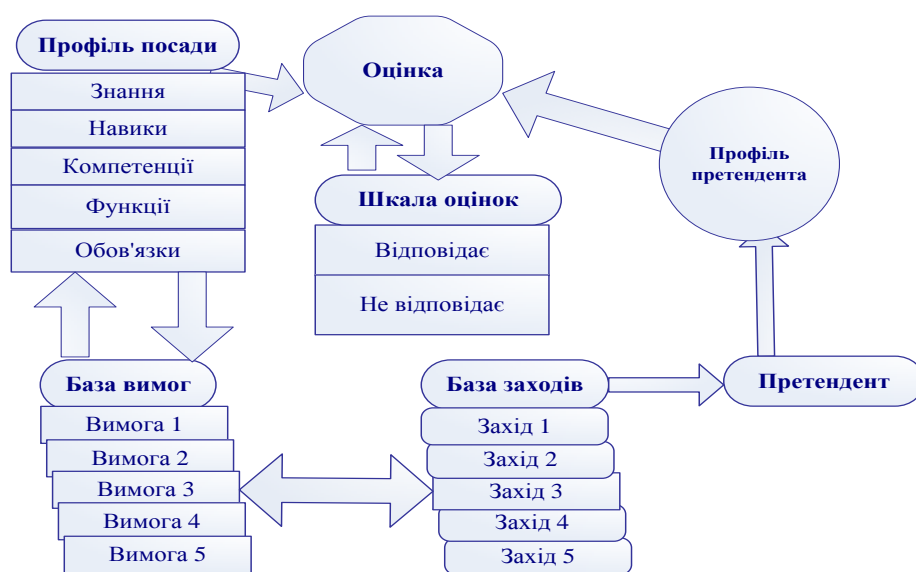 Профіль посади
Знання
Навики
Компетенції
Функції
Обов'язки
Оцінка
Шкала оцінок
Відповідає
Не відповідає
Профіль
претендента
База вимог
Вимога 1
Вимога 2
Вимога 3
Вимога 4
Вимога 5
База заходів
Захід 1
Захід 2
Захід 3
Захід 4
Захід 5
Претендент